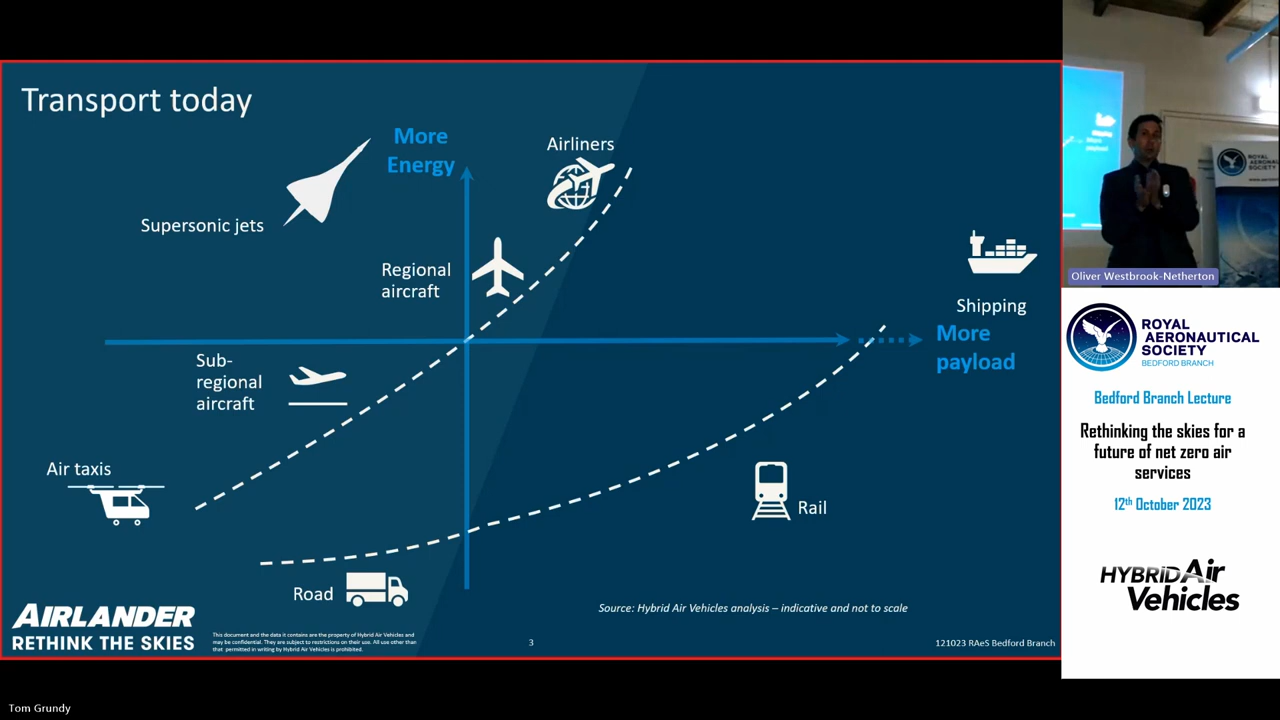 Transport today
More
Energy
Airliners
Supersonic jets
Regional
aircraft
Shipping
More
payload
Sub-
regional
aircraft
Air taxis
Rail
Road
Source: Hybrid Air Vehicles analysis – indicative and not to scale
AIRLANDER
RETHINK THE SKIES
This document and the data it contains are the property of Hybrid Air Vehicles and
may be confidential. They are subject to restrictions on their use. All use other than
that permitted in writing by Hybrid Air Vehicles is prohibited.
3
121023 RAeS Bedford Branch
ROYAL
AERONAUTICAL
SOCIETY
Oliver Westbrook-Netherton
ROYAL
AERONAUTICAL
SOCIETY
BEDFORD BRANCH
Bedford Branch Lecture
Rethinking the skies for a
future of net zero air
services
12th October 2023
HYBRID Air
Vehicles
Tom Grundy